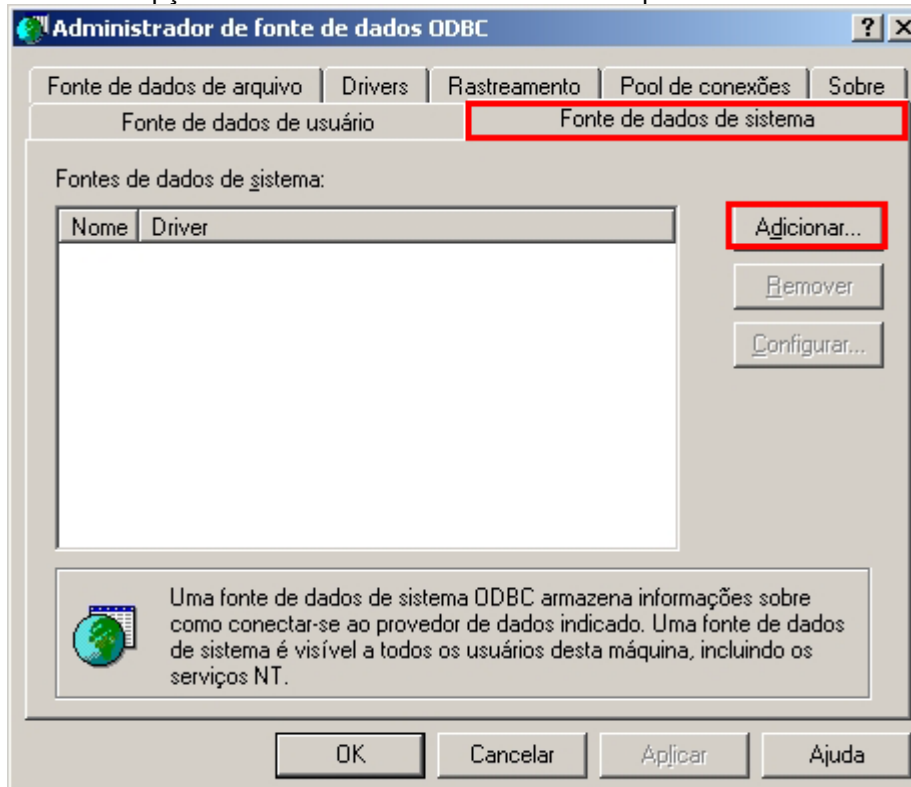 Administrador de fonte de dados ODBC
Fonte de dados de arquivo
Drivers
Rastreamento
Pool de conexões
Sobre
Fonte de dados de usuário
Fonte de dados de sistema
Fontes de dados de sistema:
Nome
Driver
Adicionar...
Remover
Configurar...
Uma fonte de dados de sistema ODBC armazena informações sobre
como conectar-se ao provedor de dados indicado. Uma fonte de dados
de sistema é visível a todos os usuários desta máquina, incluindo os
serviços NT.
OK
Cancelar
Aplicar
Ajuda